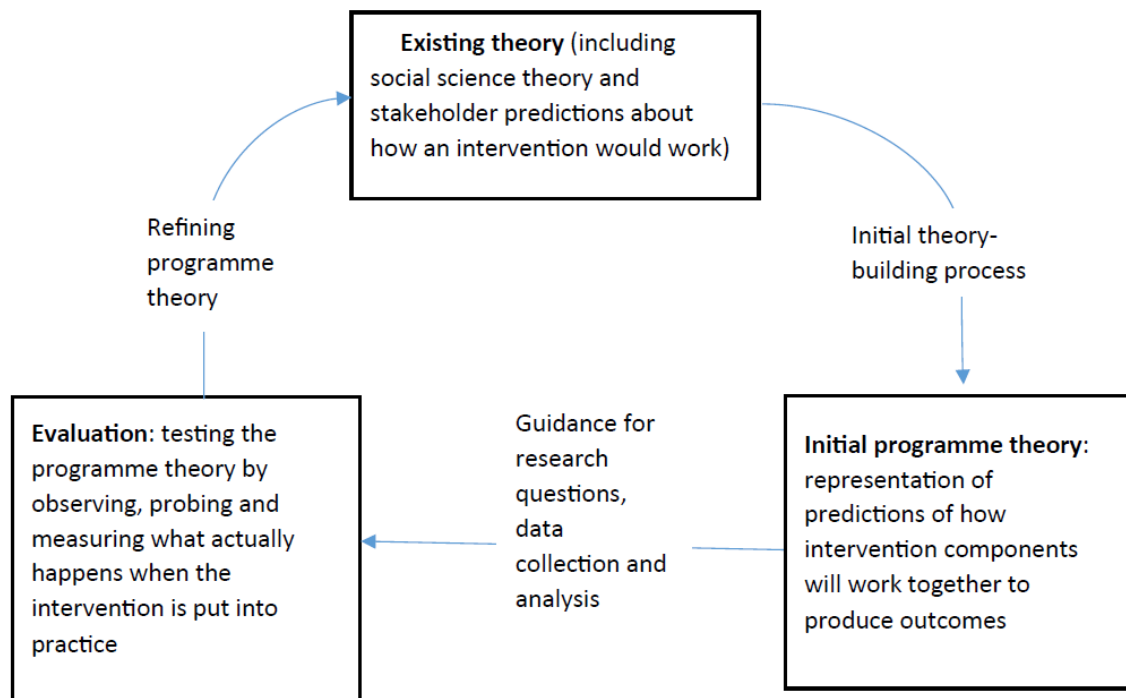 Existing theory (including
social science theory and
stakeholder predictions about
how an intervention would work)
Refining
programme
theory
Initial theory-
building process
Evaluation: testing the
programme theory by
observing, probing and
measuring what actually
happens when the
intervention is put into
practice
Guidance for
research
questions,
data
collection and
analysis
Initial programme theory:
representation of
predictions of how
intervention components
will work together to
produce outcomes